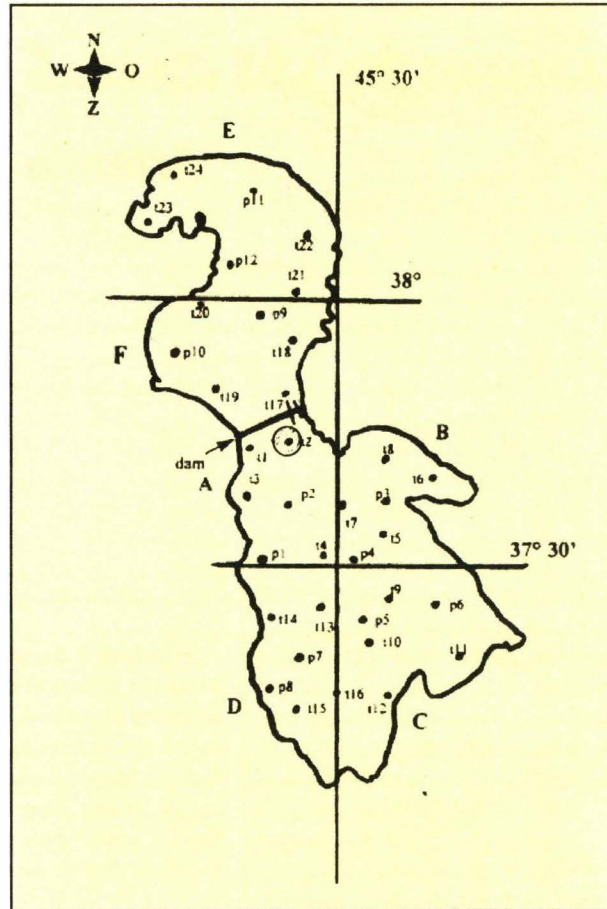 N
W O
Z
45° 30'
E
t24
p11
t23
t22
p12
t21
38°
t20
p9
t18
F
p10
t19
t17
dam
t1
t2
B
t8
t6
A
t3
p2
p3
t7
t5
t4
p1
p4
37° 30'
t9
p6
t13
p5
t14
t10
p7
t11
p8
t16
D
t15
t12
C